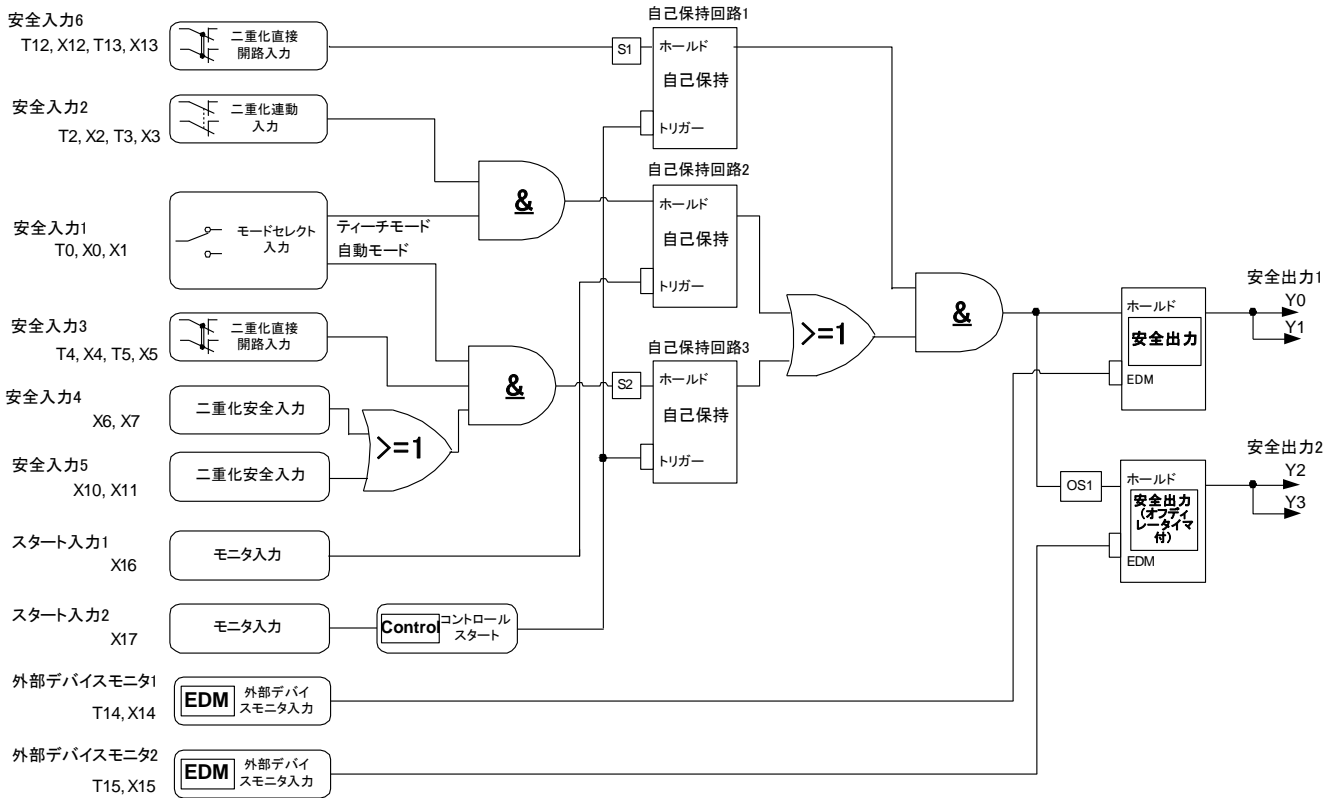 安全入力6
T12, X12, T13, X13
二重化直接
開路入力
S1
自己保持回路1
ホールド
自己保持
トリガー
安全入力2
T2, X2, T3, X3
二重化連動
入力
&
自己保持回路2
ホールド
自己保持
トリガー
安全入力1
T0, X0, X1
モードセレクト
入力
ティーチモード
自動モード
安全入力3
T4, X4, T5, X5
二重化直接
開路入力
&
S2
自己保持回路3
ホールド
自己保持
トリガー
>=1
&
安全出力1
ホールド
安全出力
EDM
Y0
Y1
安全入力4
X6, X7
二重化安全入力
>=1
安全入力5
X10, X11
二重化安全入力
安全出力2
OS1
ホールド
安全出力
(オフディ
レータイマ
付)
EDM
Y2
Y3
スタート入力1
X16
モニタ入力
スタート入力2
X17
モニタ入力
Control
コントロール
スタート
外部デバイスモニタ1
T14, X14
EDM
外部デバイ
スモニタ入力
外部デバイスモニタ2
T15, X15
EDM
外部デバイ
スモニタ入力